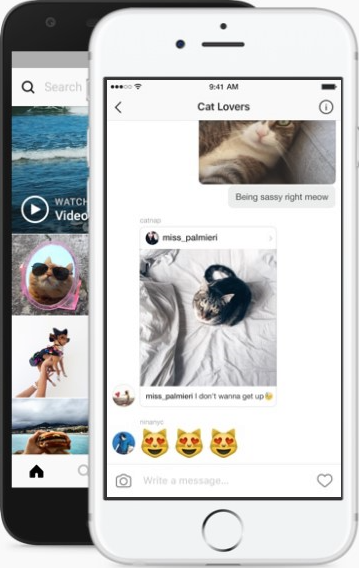 Search
WATCH
Video
9:41 AM
Cat Lovers
Being sassy right meow
catnap
miss_palmieri
miss_palmieri I don't wanna get up
ninanyc
Write a message...